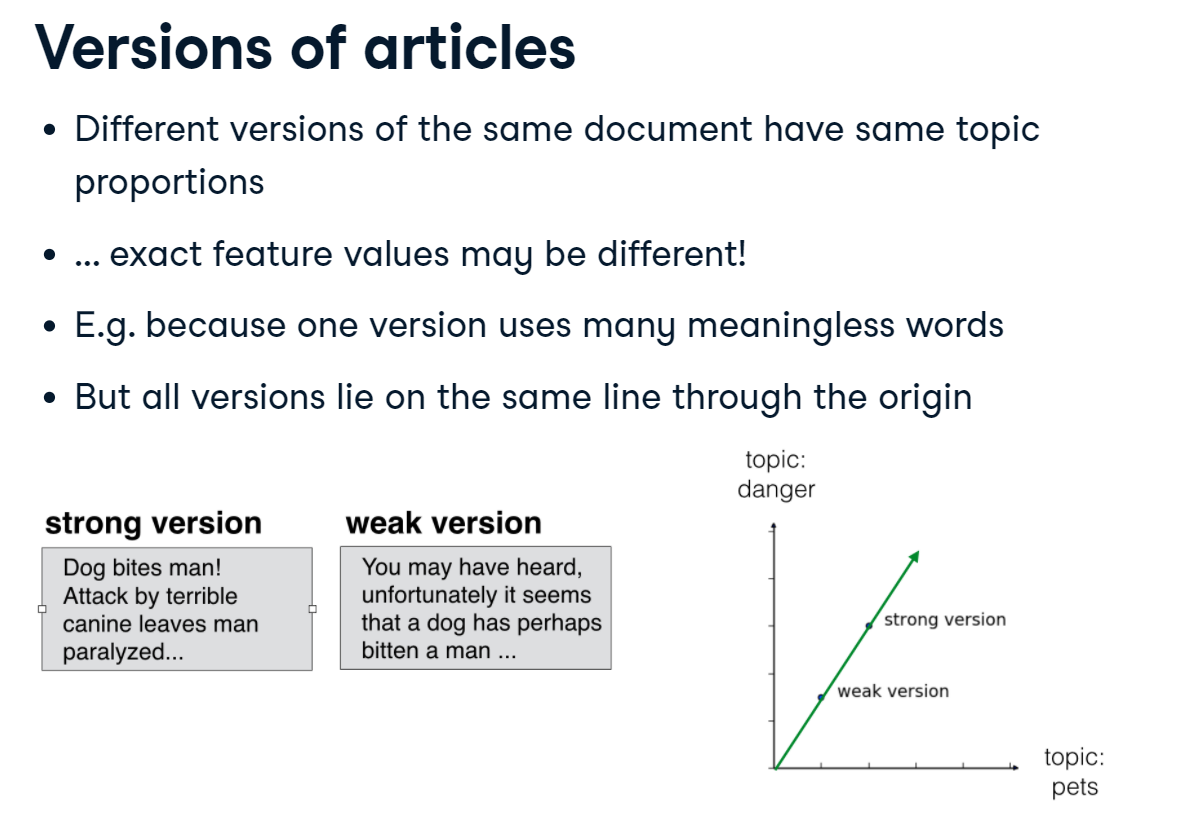 Versions of articles
• Different versions of the same document have same topic
proportions
• ... exact feature values may be different!
• E.g. because one version uses many meaningless words
• But all versions lie on the same line through the origin
strong version
Dog bites man!
Attack by terrible
canine leaves man
paralyzed...
weak version
You may have heard,
unfortunately it seems
that a dog has perhaps
bitten a man ...
topic:
danger
strong version
weak version
topic:
pets